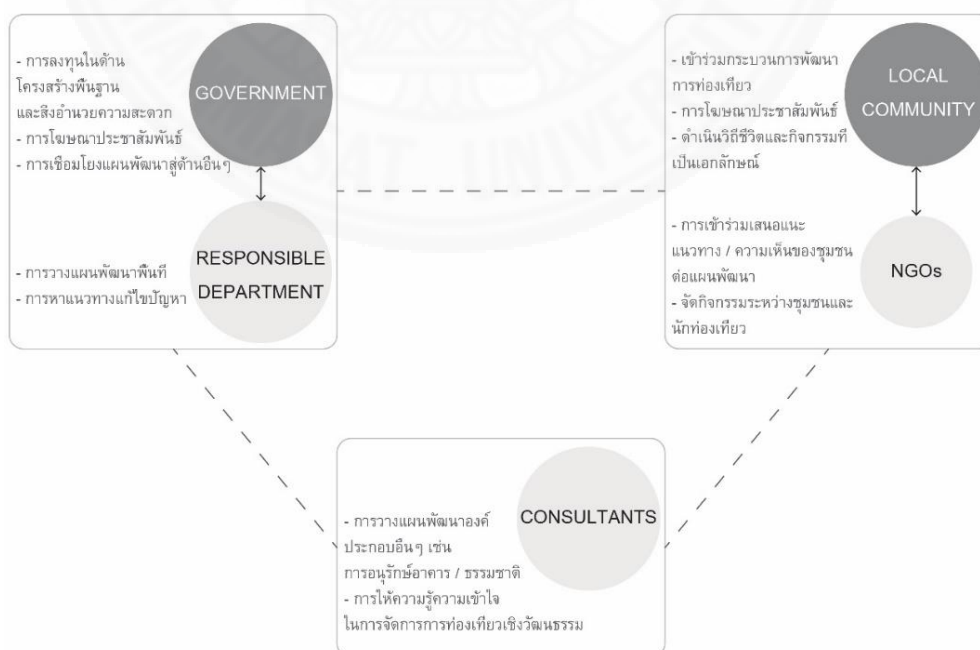 - การลงทุนในด้าน
โครงสร้างพื้นฐาน
และสิ่งอำนวยความสะดวก
- การโฆษณาประชาสัมพันธ์
- การเชื่อมโยงแผนพัฒนาสู่ด้านอื่นๆ
GOVERNMENT
- การวางแผนพัฒนาพื้นที่
- การหาแนวทางแก้ไขปัญหา
RESPONSIBLE
DEPARTMENT
- เข้าร่วมกระบวนการพัฒนา
การท่องเที่ยว
- การโฆษณาประชาสัมพันธ์
- ดำเนินวิถีชีวิตและกิจกรรมที่
เป็นเอกลักษณ์
LOCAL
COMMUNITY
- การเข้าร่วมเสนอแนะ
แนวทาง / ความเห็นของชุมชน
ต่อแผนพัฒนา
- จัดกิจกรรมระหว่างชุมชนและ
นักท่องเที่ยว
NGOs
- การวางแผนพัฒนาองค์
ประกอบอื่นๆ เช่น
การอนุรักษ์อาคาร / ธรรมชาติ
- การให้ความรู้ความเข้าใจ
ในการจัดการการท่องเที่ยวเชิงวัฒนธรรม
CONSULTANTS